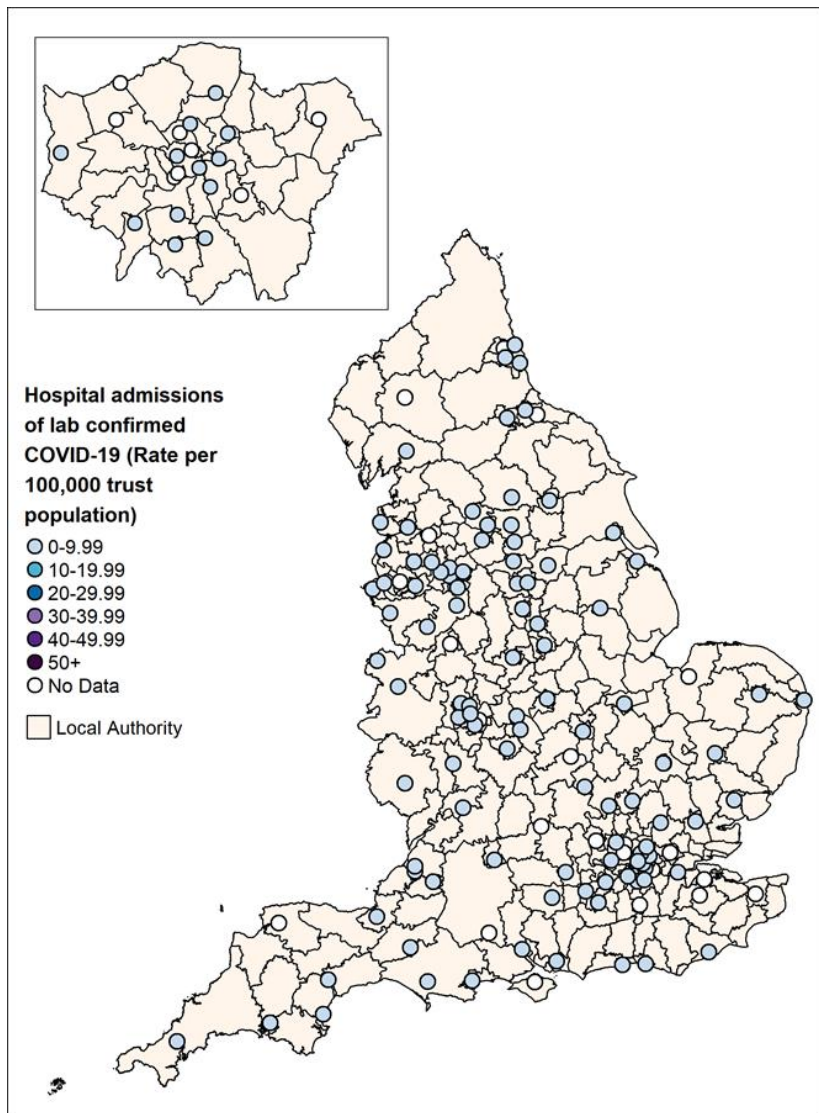 Hospital admissions
of lab confirmed
COVID-19 (Rate per
100,000 trust
population)
0-9.99
10-19.99
20-29.99
30-39.99
40-49.99
50+
No Data
Local Authority